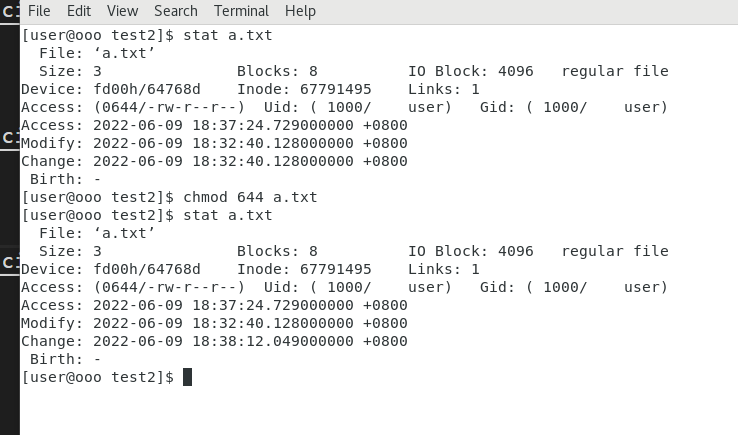 File Edit View Search Terminal Help
[user@ooo test2]$ stat a.txt
  File: ‘a.txt’
  Size: 3               Blocks: 8          IO Block: 4096   regular file
Device: fd00h/64768d    Inode: 67791495    Links: 1
Access: (0644/-rw-r--r--)  Uid: ( 1000/    user)   Gid: ( 1000/    user)
Access: 2022-06-09 18:37:24.729000000 +0800
Modify: 2022-06-09 18:32:40.128000000 +0800
Change: 2022-06-09 18:32:40.128000000 +0800
 Birth: -
[user@ooo test2]$ chmod 644 a.txt
[user@ooo test2]$ stat a.txt
  File: ‘a.txt’
  Size: 3               Blocks: 8          IO Block: 4096   regular file
Device: fd00h/64768d    Inode: 67791495    Links: 1
Access: (0644/-rw-r--r--)  Uid: ( 1000/    user)   Gid: ( 1000/    user)
Access: 2022-06-09 18:37:24.729000000 +0800
Modify: 2022-06-09 18:32:40.128000000 +0800
Change: 2022-06-09 18:38:12.049000000 +0800
 Birth: -
[user@ooo test2]$